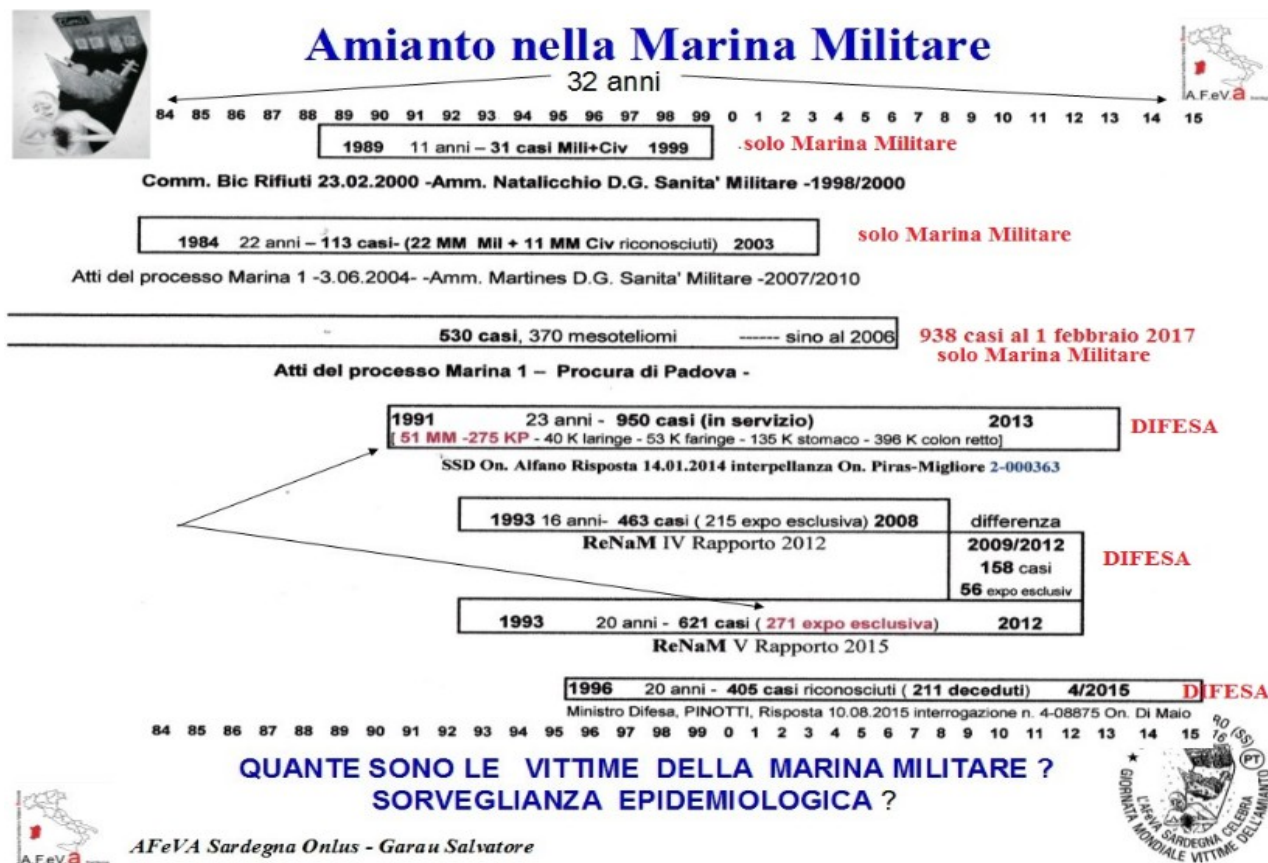 Amianto nella Marina Militare
32 anni
A.F.eV.a
84 85 86 87 88 89 90 91 92 93 94 95 96 97 98 99 0 1 2 3 4 5 6 7 8 9 10 11 12 13 14 15
1989 11 anni – 31 casi Mili+Civ 1999 solo Marina Militare
Comm. Bic Rifiuti 23.02.2000 -Amm. Natalicchio D.G. Sanita' Militare -1998/2000
1984 22 anni – 113 casi- (22 MM Mil + 11 MM Civ riconosciuti) 2003 solo Marina Militare
Atti del processo Marina 1 -3.06.2004- -Amm. Martines D.G. Sanita' Militare -2007/2010
530 casi, 370 mesoteliomi ------ sino al 2006 938 casi al 1 febbraio 2017
solo Marina Militare
Atti del processo Marina 1 – Procura di Padova -
1991 23 anni - 950 casi (in servizio) 2013 DIFESA
[ 51 MM -275 KP - 40 K laringe - 53 K faringe - 135 K stomaco - 396 K colon retto]
SSD On. Alfano Risposta 14.01.2014 interpellanza On. Piras-Migliore 2-000363
1993 16 anni- 463 casi ( 215 expo esclusiva) 2008 differenza
ReNaM IV Rapporto 2012 2009/2012
DIFESA
158 casi
56 expo esclusiv
1993 20 anni - 621 casi ( 271 expo esclusiva) 2012
ReNaM V Rapporto 2015
1996 20 anni - 405 casi riconosciuti ( 211 deceduti) 4/2015 DIFESA
Ministro Difesa, PINOTTI, Risposta 10.08.2015 interrogazione n. 4-08875 On. Di Maio
84 85 86 87 88 89 90 91 92 93 94 95 96 97 98 99 0 1 2 3 4 5 6 7 8 9 10 11 12 13 14 15
QUANTE SONO LE VITTIME DELLA MARINA MILITARE ?
SORVEGLIANZA EPIDEMIOLOGICA ?
A.F.eV.a
AFeVA Sardegna Onlus - Garau Salvatore
(SS)
PT
L'AFeVA SARDEGNA CELEBRA
GIORNATA MONDIALE VITTIME DELL'AMIANTO